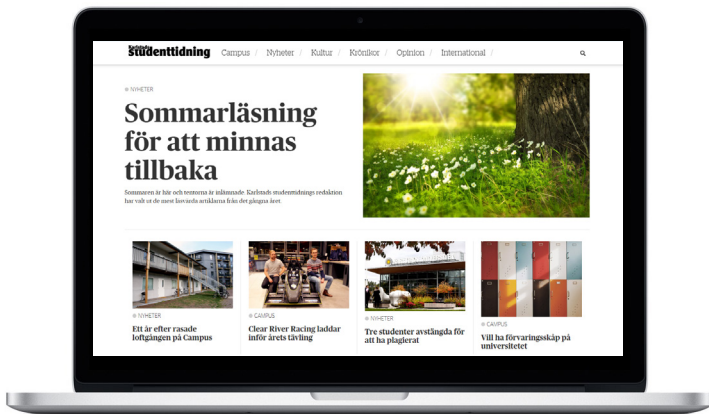 Karlstads
studenttidning
Campus / Nyheter / Kultur / Krönikor / Opinion / International /
NYHETER
Sommarläsning
för att minnas
tillbaka
Sommaren är här och tentorna är inlämnade. Karlstads studenttidnings redaktion
har valt ut de mest läsvärda artiklarna från det gångna året.
NYHETER
Ett år efter rasade
loftgången på Campus
CAMPUS
Clear River Racing laddar
inför årets tävling
NYHETER
Tre studenter avstängda för
att ha plagierat
CAMPUS
Vill ha förvaringsskåp på
universitetet